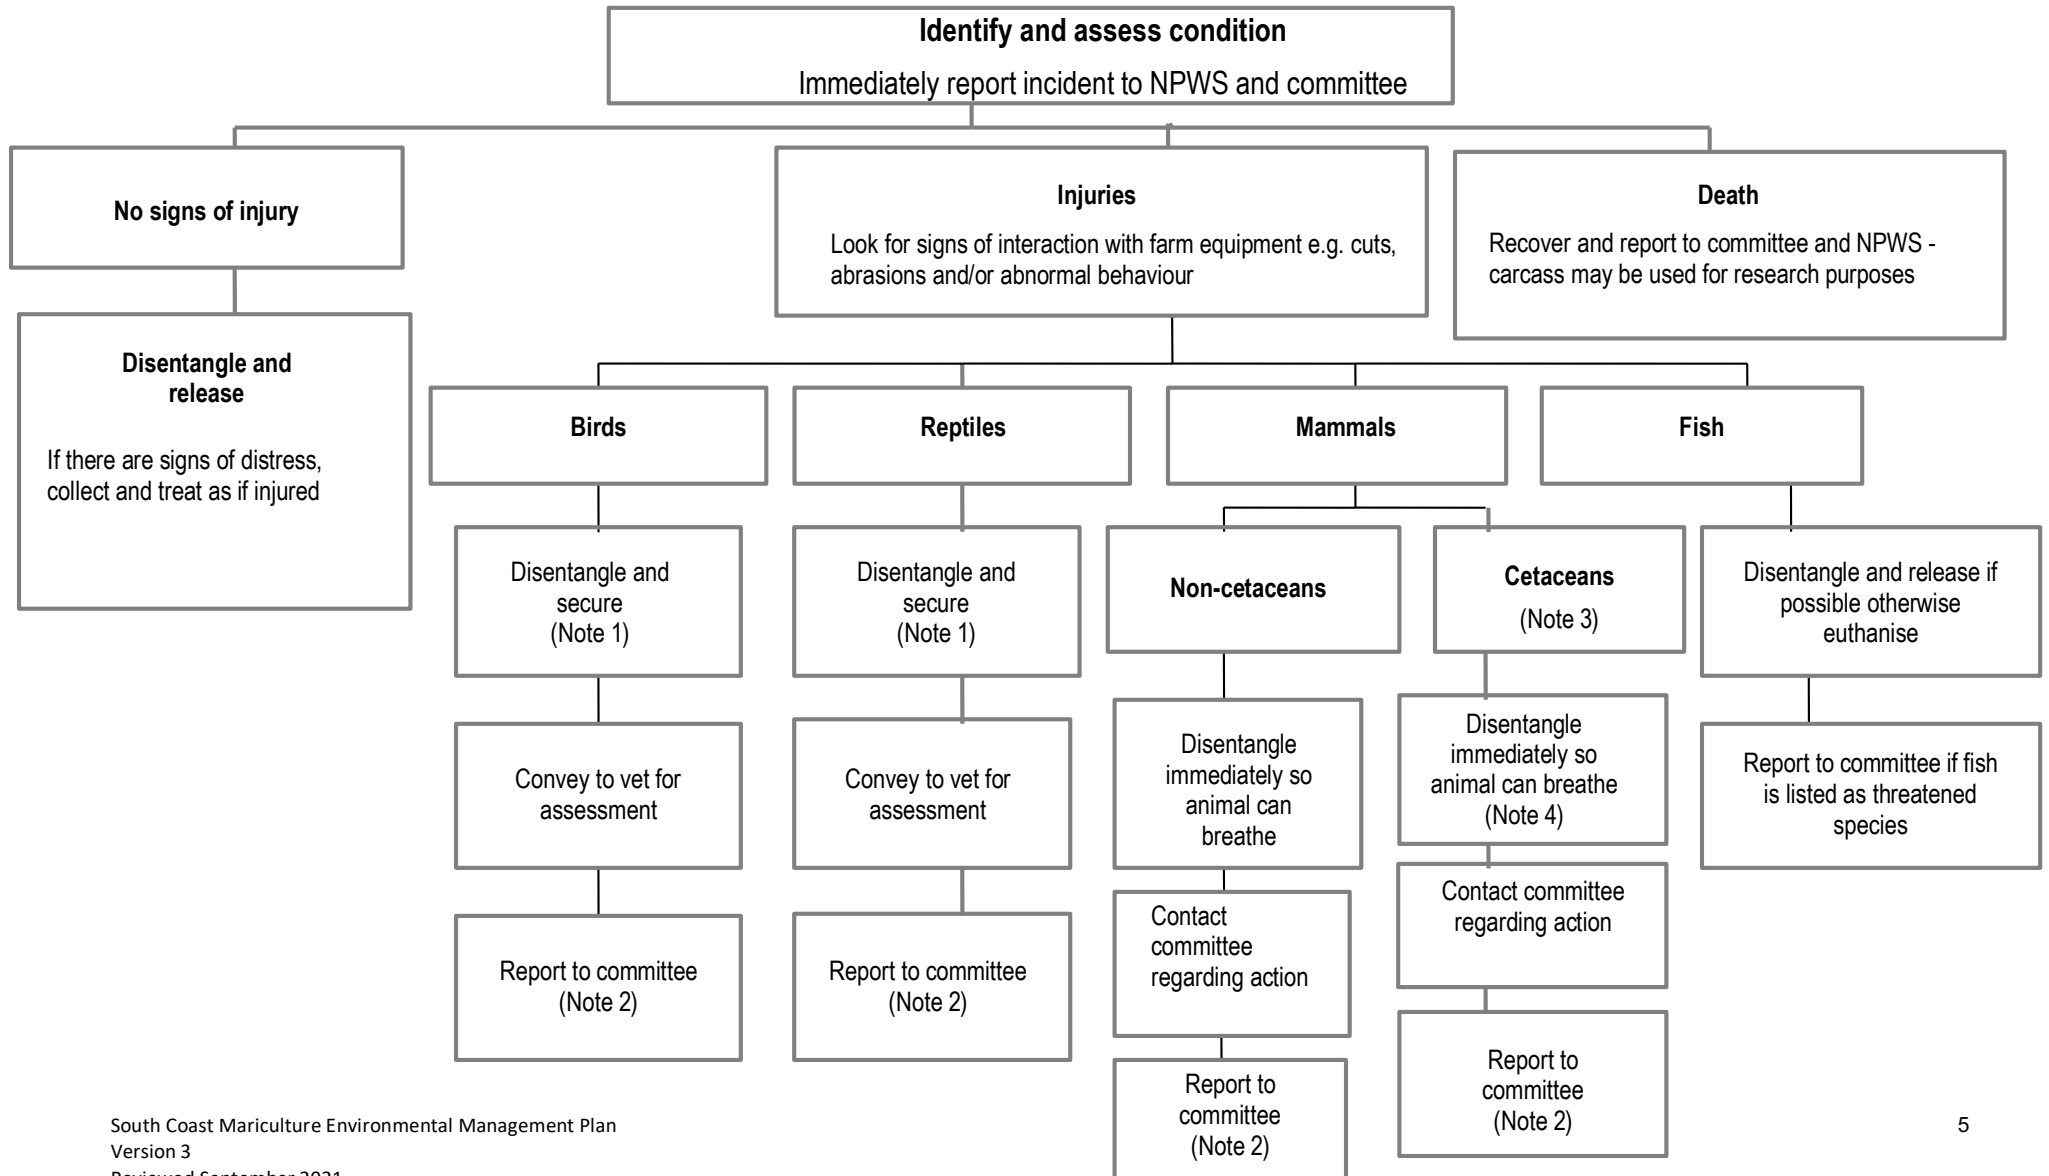 Identify and assess condition
Immediately report incident to NPWS and committee
No signs of injury
Injuries
Look for signs of interaction with farm equipment e.g. cuts,
abrasions and/or abnormal behaviour
Death
Recover and report to committee and NPWS -
carcass may be used for research purposes
Disentangle and
release
If there are signs of distress,
collect and treat as if injured
Birds
Reptiles
Mammals
Fish
Disentangle and
secure
(Note 1)
Disentangle and
secure
(Note 1)
Non-cetaceans
Cetaceans
(Note 3)
Disentangle and release if
possible otherwise
euthanise
Convey to vet for
assessment
Convey to vet for
assessment
Disentangle
immediately so
animal can
breathe
Disentangle
immediately so
animal can breathe
(Note 4)
Report to committee if fish
is listed as threatened
species
Report to committee
(Note 2)
Report to committee
(Note 2)
Contact
committee
regarding action
Contact committee
regarding action
Report to
committee
(Note 2)
Report to
committee
(Note 2)
South Coast Mariculture Environmental Management Plan
Version 3
Reviewed September 2021
5